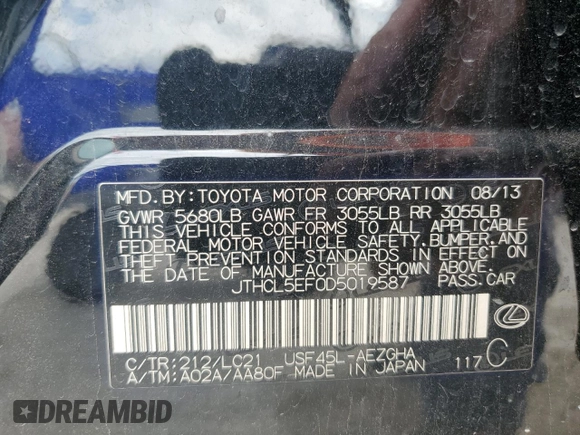 MFD. BY: TOYOTA MOTOR CORPORATION 08/13
GVWR 5680LB GAWR FR 3055LB RR 3055LB
THIS VEHICLE CONFORMS TO ALL APPLICABLE
FEDERAL MOTOR VEHICLE SAFETY, BUMPER, AND
THEFT PREVENTION STANDARDS IN EFFECT ON
THE DATE OF MANUFACTURE SHOWN ABOVE.
JTHCL5EF0D5019587 PASS. CAR
C/TR: 212/LC21 USF45L-AEZGHA
A/TM: A02A/AA80F MADE IN JAPAN 117 C
DREAMBID